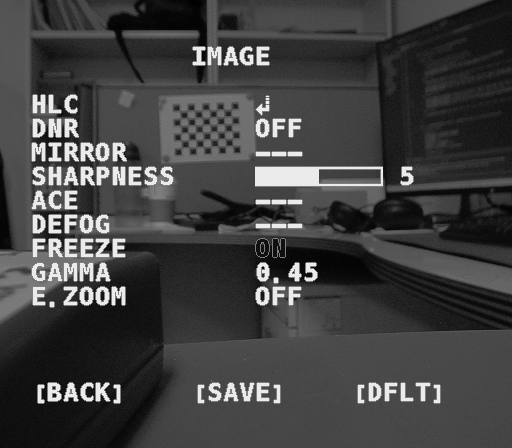 IMAGE
HLC ↲
DNR OFF
MIRROR ---
SHARPNESS 5
ACE ---
DEFOG ---
FREEZE ON
GAMMA 0.45
E.ZOOM OFF
[BACK] [SAVE] [DFLT]